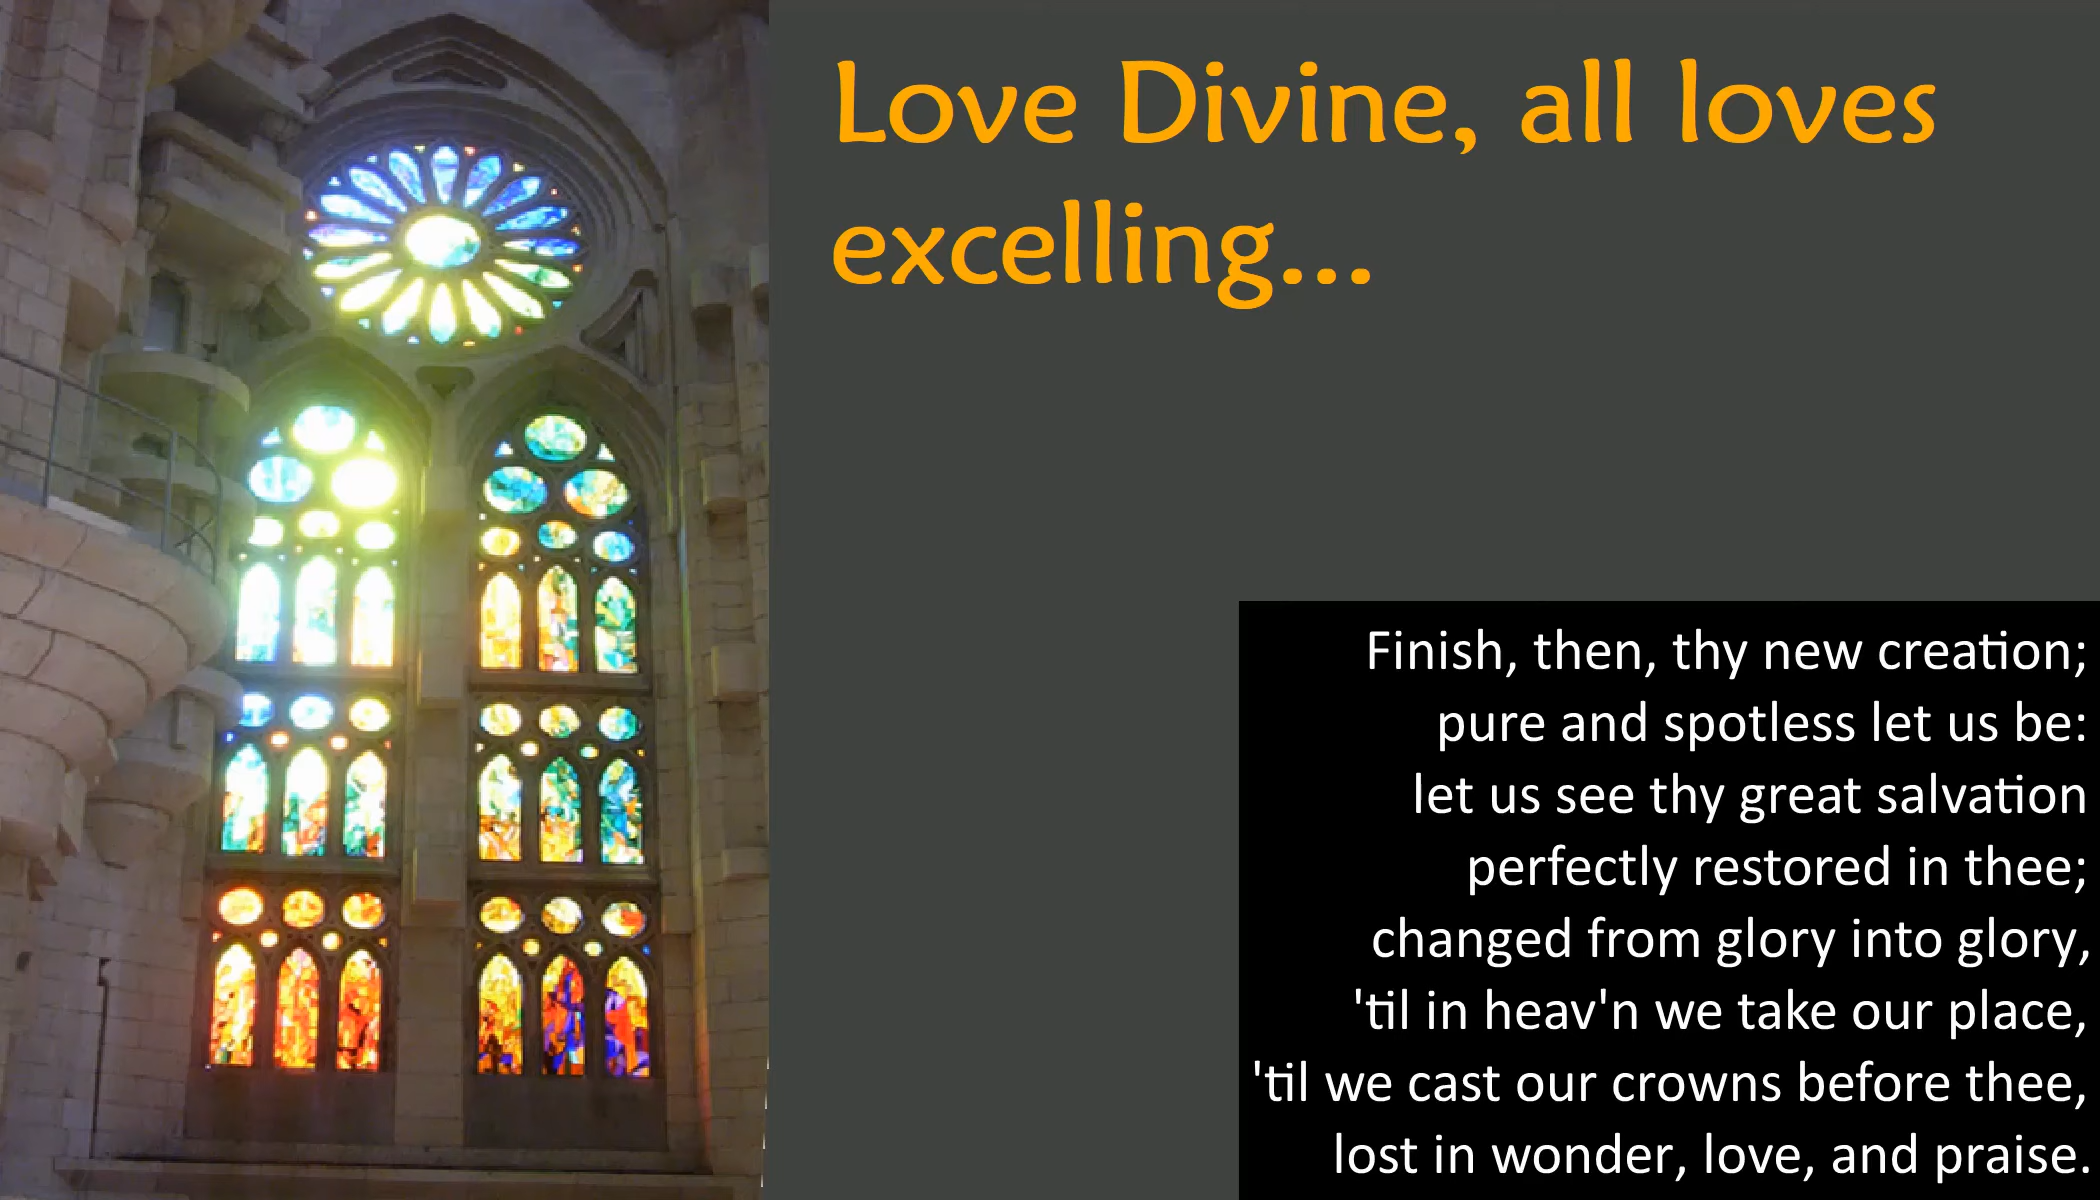 Love Divine, all loves
excelling...
Finish, then, thy new creation;
pure and spotless let us be:
let us see thy great salvation
perfectly restored in thee;
changed from glory into glory,
'til in heav'n we take our place,
'til we cast our crowns before thee,
lost in wonder, love, and praise.